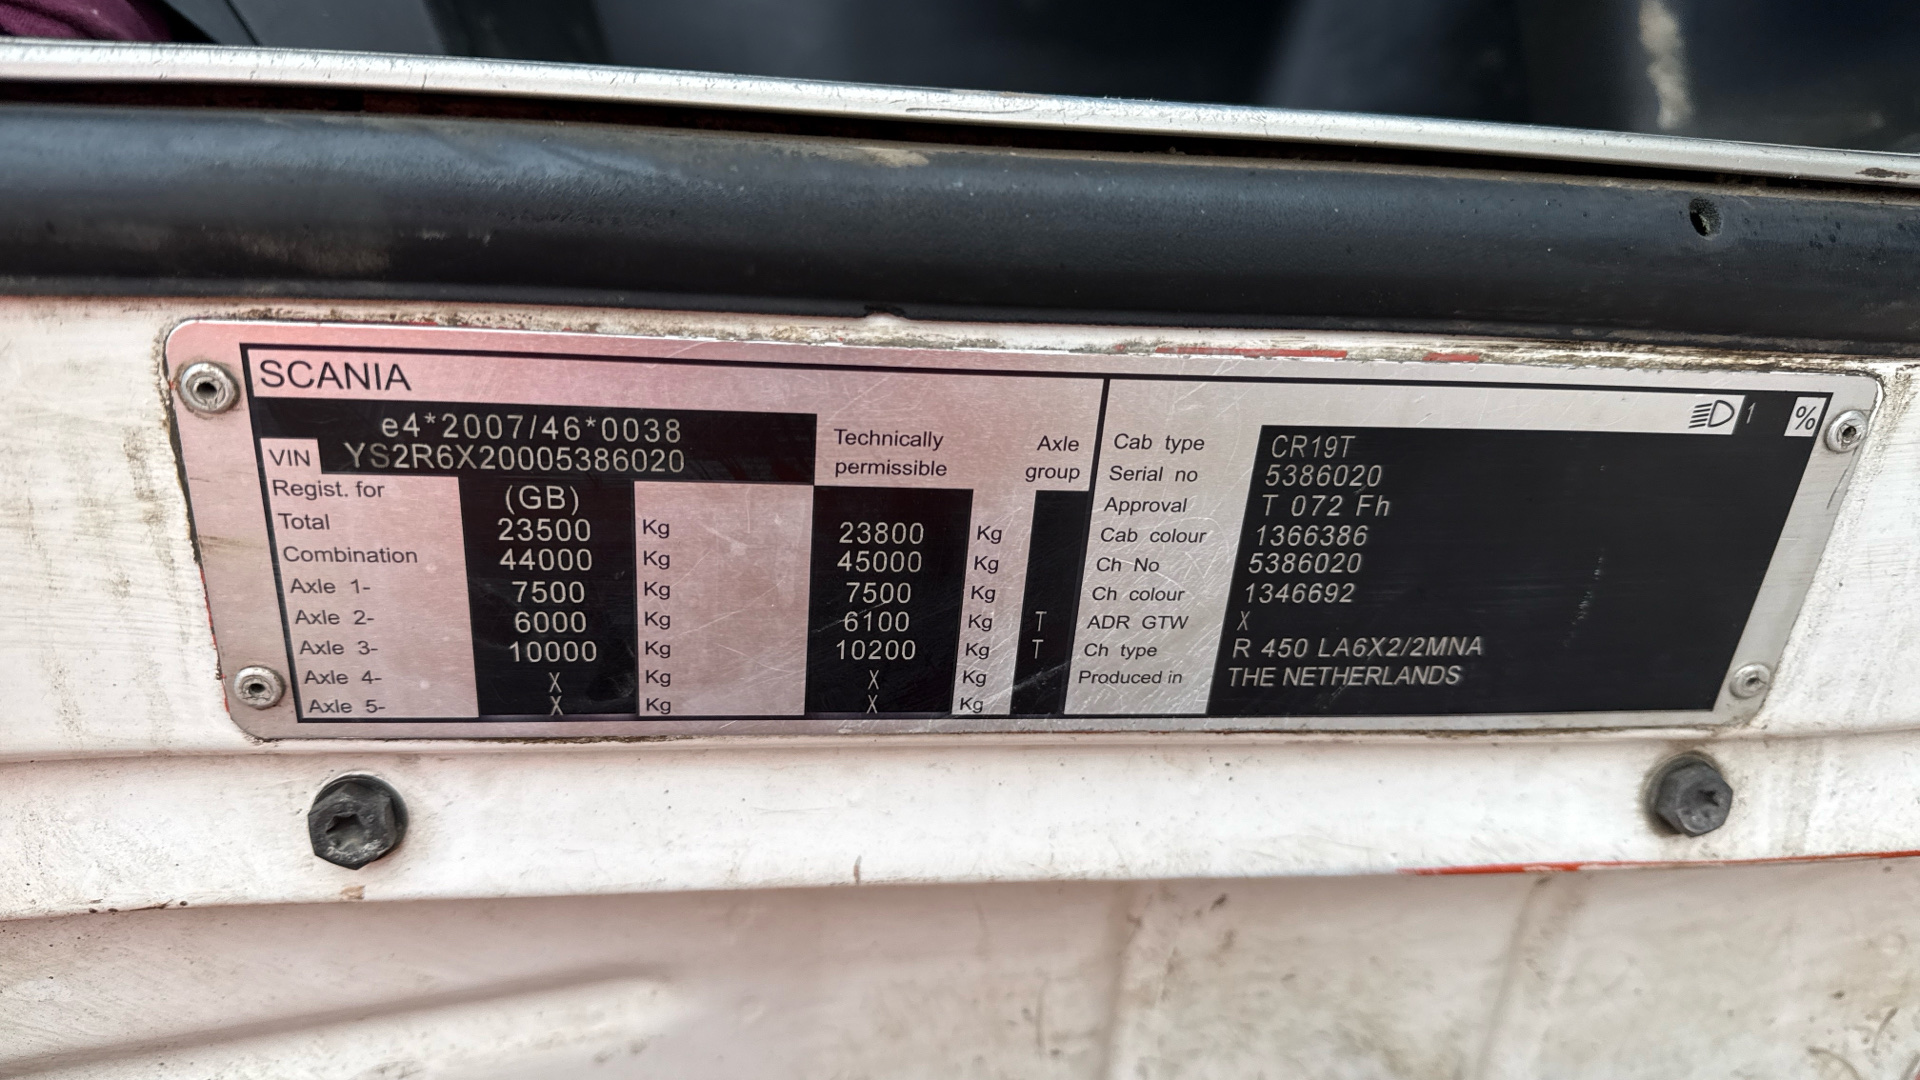 SCANIA
e4*2007/46*0038
VIN YS2R6X20005386020
Technically permissible
Axle group
Regist. for (GB)
Total 23500 Kg 23800 Kg
Combination 44000 Kg 45000 Kg
Axle 1- 7500 Kg 7500 Kg
Axle 2- 6000 Kg 6100 Kg T
Axle 3- 10000 Kg 10200 Kg T
Axle 4- X Kg X Kg
Axle 5- X Kg X Kg
1 %
Cab type CR19T
Serial no 5386020
Approval T 072 Fh
Cab colour 1366386
Ch No 5386020
Ch colour 1346692
ADR GTW X
Ch type R 450 LA6X2/2MNA
Produced in THE NETHERLANDS